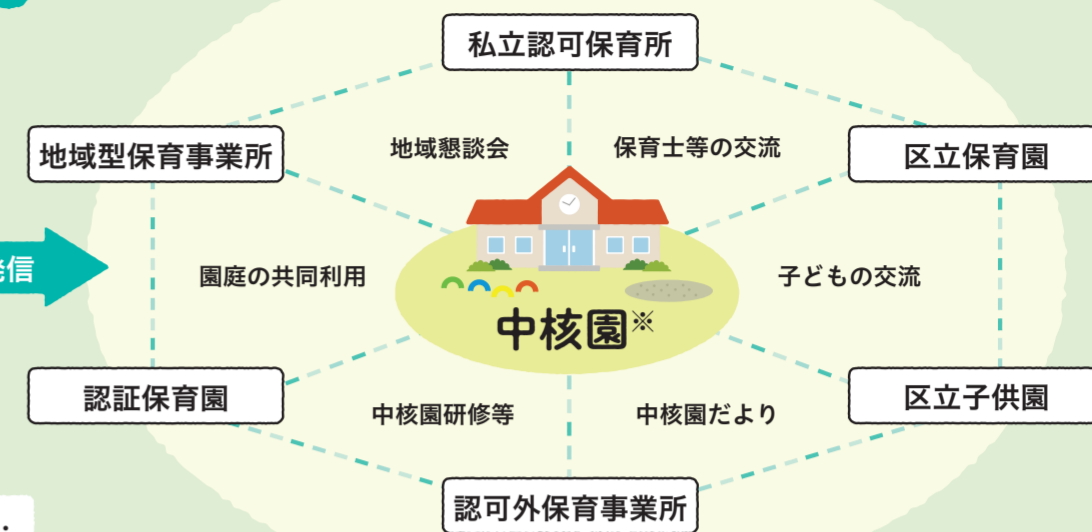 私立認可保育所
地域型保育事業所
地域懇談会
保育士等の交流
区立保育園
発信
園庭の共同利用
子どもの交流
中核園※
認証保育園
中核園研修等
中核園だより
区立子供園
認可外保育事業所